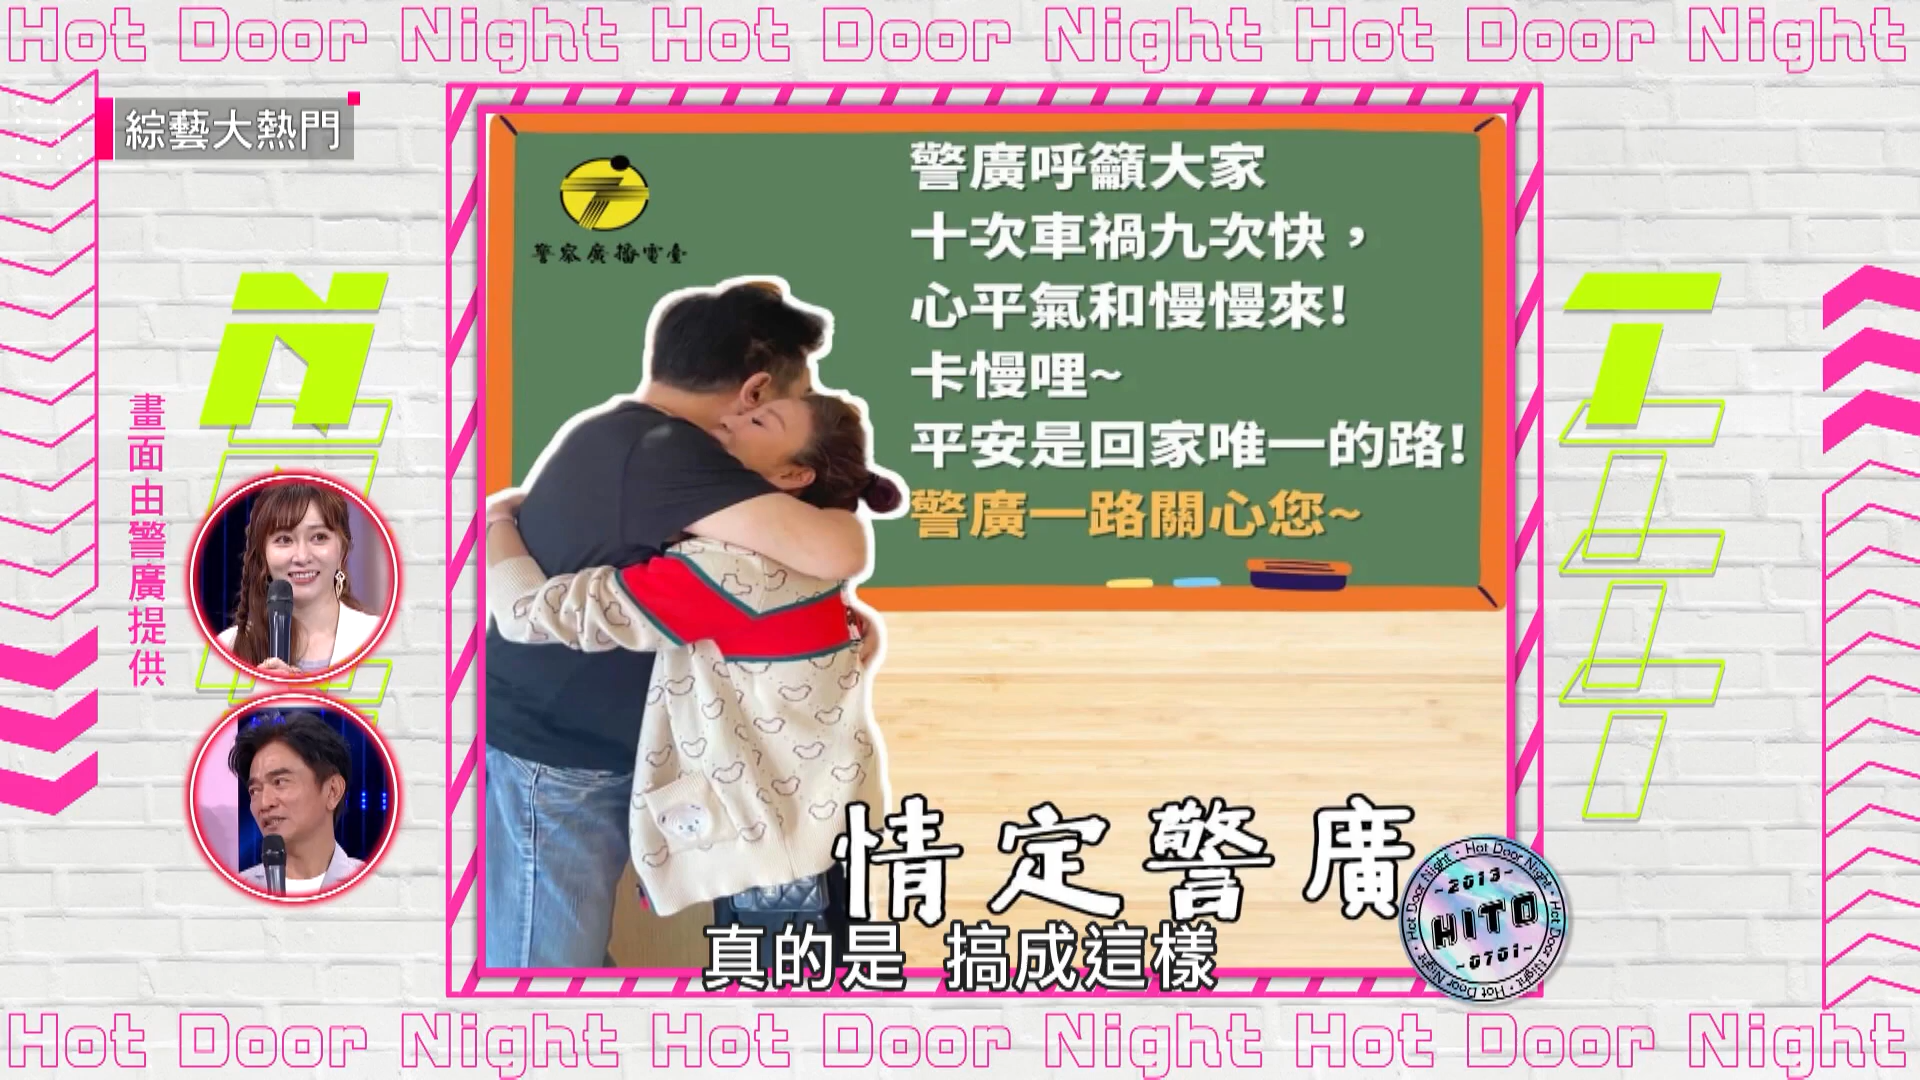 Hot Door Night Hot Door Night Hot Door Night
綜藝大熱門
警察廣播電臺
警廣呼籲大家
十次車禍九次快，
心平氣和慢慢來!
卡慢哩~
平安是回家唯一的路!
警廣一路關心您~
畫面由警廣提供
情定警廣
Hot Door Night
~2013~
HITO
~0701~
真的是 搞成這樣
Hot Door Night Hot Door Night Hot Door Night